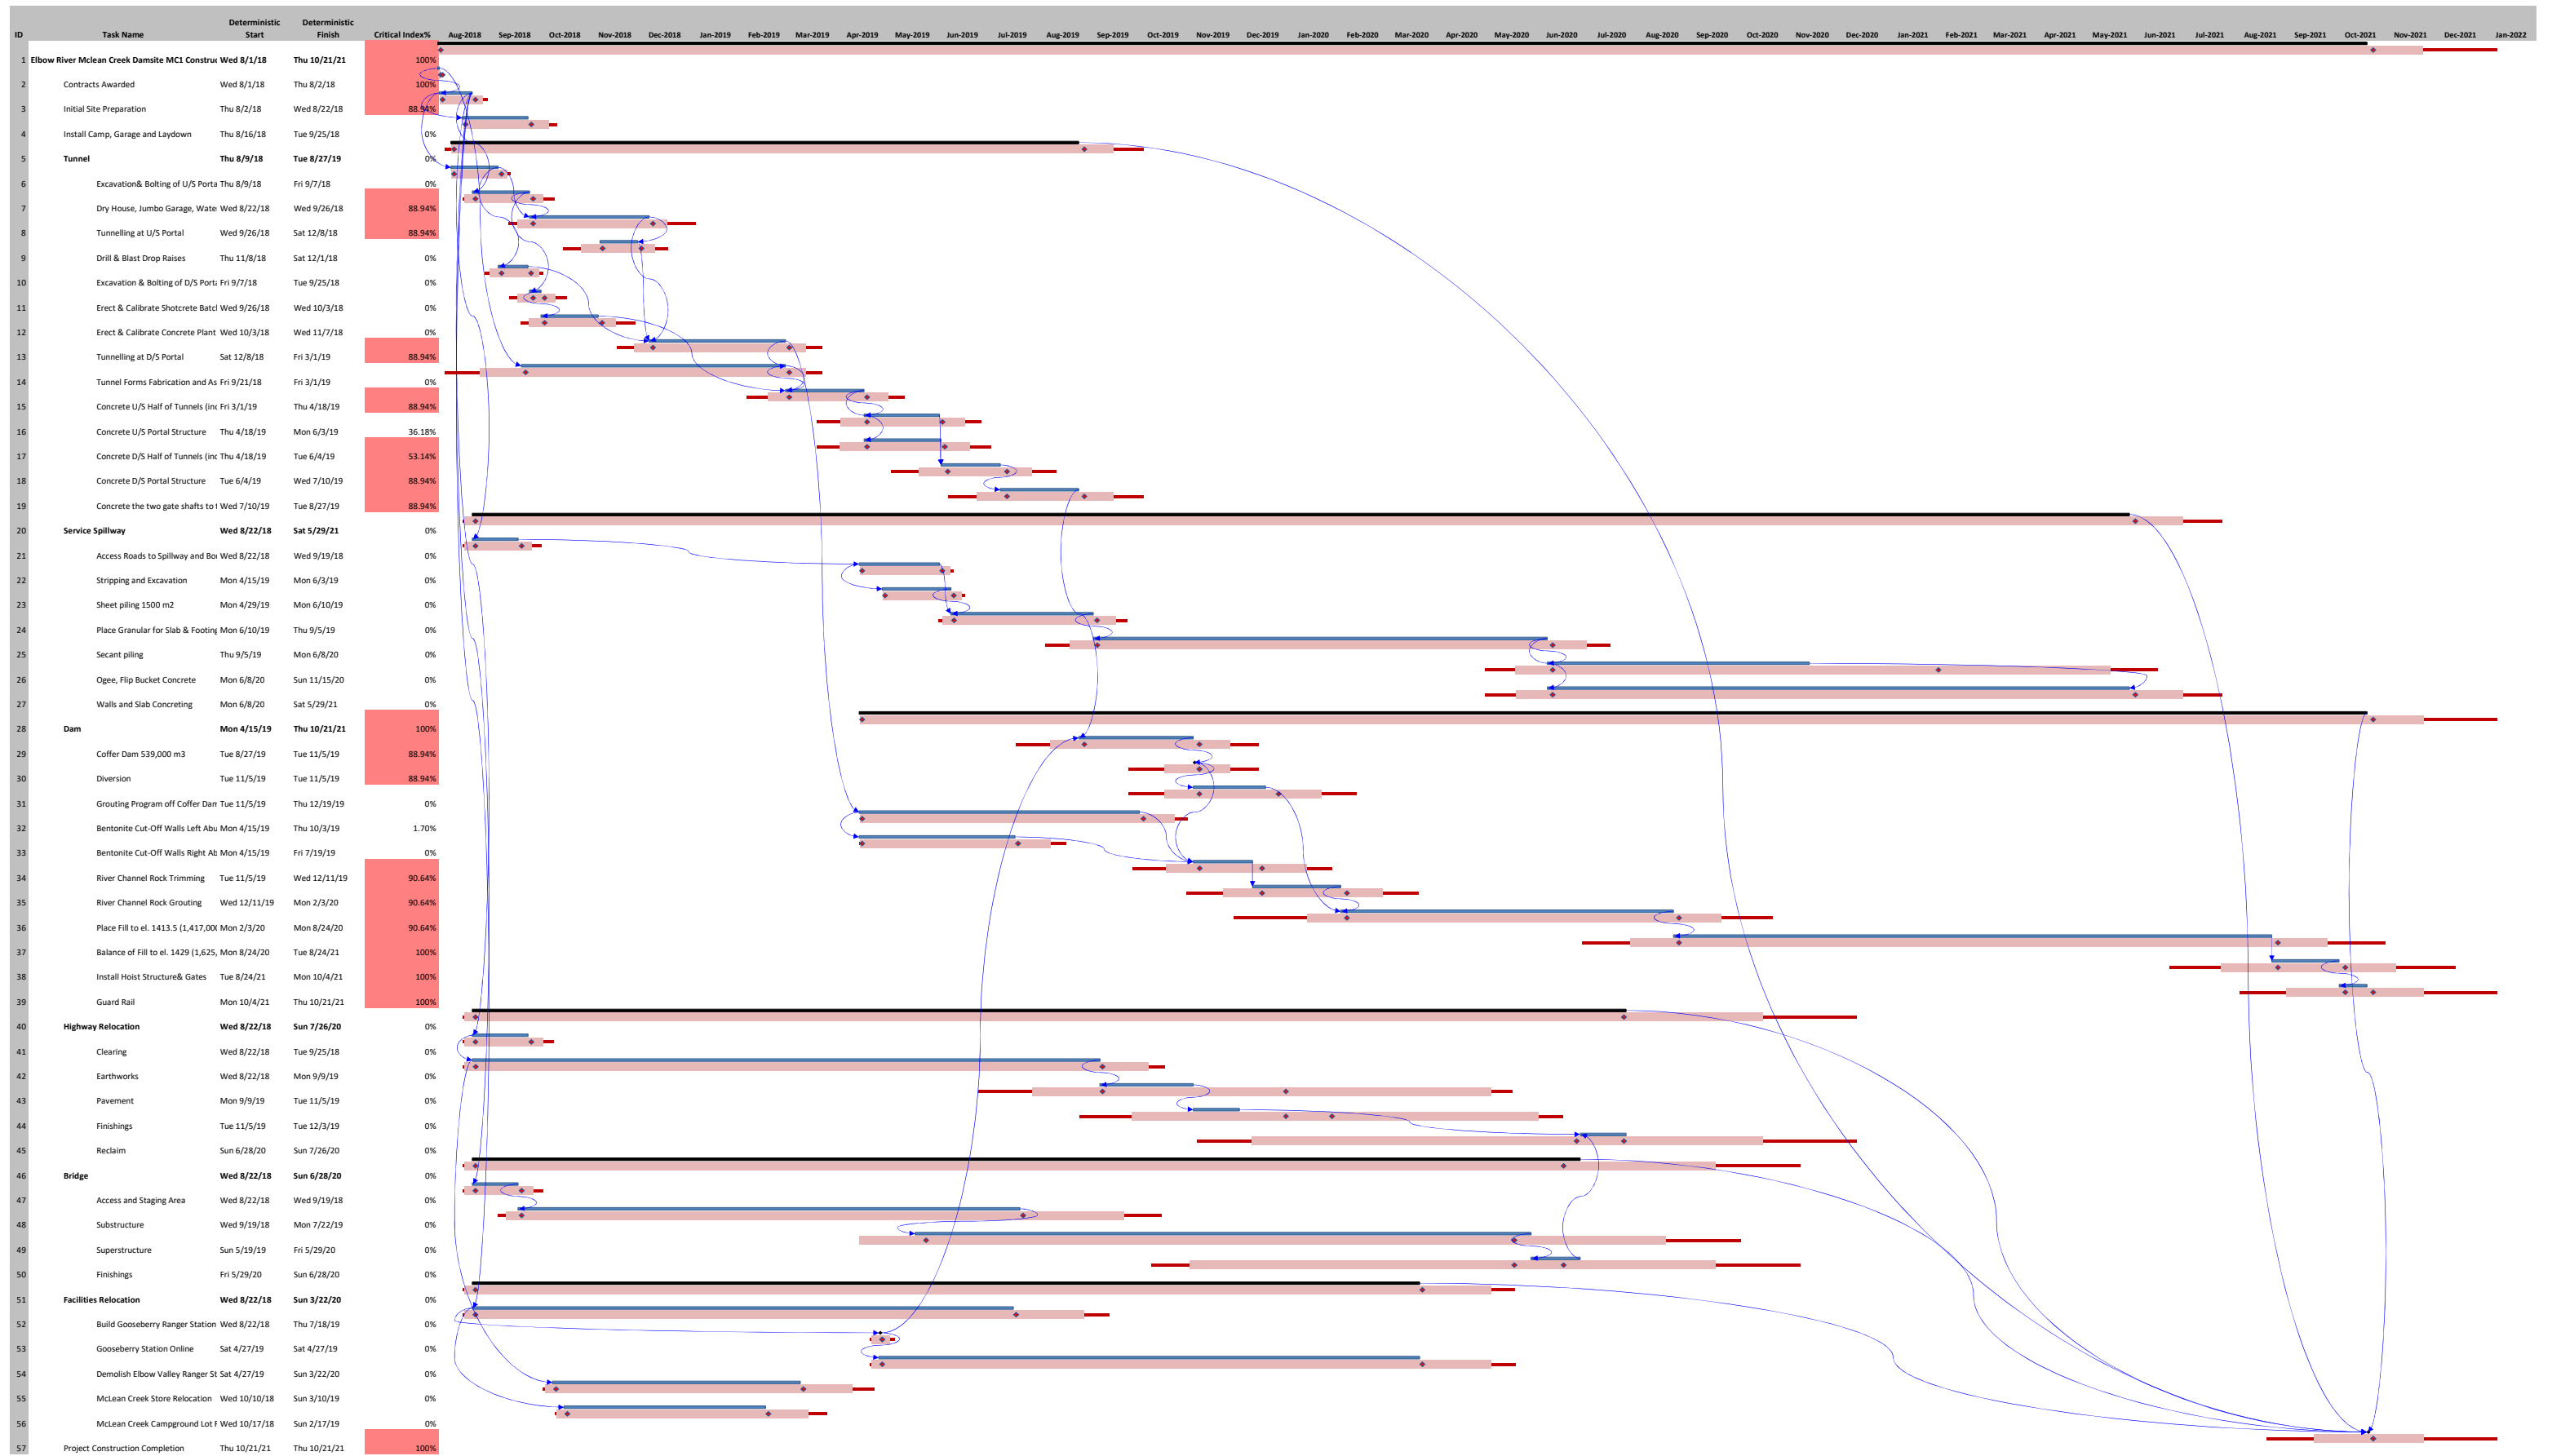 Deterministic Deterministic
ID Task Name Start Finish Critical Index% Aug-2018 Sep-2018 Oct-2018 Nov-2018 Dec-2018 Jan-2019 Feb-2019 Mar-2019 Apr-2019 May-2019 Jun-2019 Jul-2019 Aug-2019 Sep-2019 Oct-2019 Nov-2019 Dec-2019 Jan-2020 Feb-2020 Mar-2020 Apr-2020 May-2020 Jun-2020 Jul-2020 Aug-2020 Sep-2020 Oct-2020 Nov-2020 Dec-2020 Jan-2021 Feb-2021 Mar-2021 Apr-2021 May-2021 Jun-2021 Jul-2021 Aug-2021 Sep-2021 Oct-2021 Nov-2021 Dec-2021 Jan-2022
1 Elbow River Mclean Creek Damsite MC1 Constru Wed 8/1/18 Thu 10/21/21 100%
2 Contracts Awarded Wed 8/1/18 Thu 8/2/18 100%
3 Initial Site Preparation Thu 8/2/18 Wed 8/22/18 88.94%
4 Install Camp, Garage and Laydown Thu 8/16/18 Tue 9/25/18 0%
5 Tunnel Thu 8/9/18 Tue 8/27/19 0%
6 Excavation& Bolting of U/S Porta Thu 8/9/18 Fri 9/7/18 0%
7 Dry House, Jumbo Garage, Wate Wed 8/22/18 Wed 9/26/18 88.94%
8 Tunnelling at U/S Portal Wed 9/26/18 Sat 12/8/18 88.94%
9 Drill & Blast Drop Raises Thu 11/8/18 Sat 12/1/18 0%
10 Excavation & Bolting of D/S Porta Fri 9/7/18 Tue 9/25/18 0%
11 Erect & Calibrate Shotcrete Batcl Wed 9/26/18 Wed 10/3/18 0%
12 Erect & Calibrate Concrete Plant Wed 10/3/18 Wed 11/7/18 0%
13 Tunnelling at D/S Portal Sat 12/8/18 Fri 3/1/19 88.94%
14 Tunnel Forms Fabrication and As Fri 9/21/18 Fri 3/1/19 0%
15 Concrete U/S Half of Tunnels (inc Fri 3/1/19 Thu 4/18/19 88.94%
16 Concrete U/S Portal Structure Thu 4/18/19 Mon 6/3/19 36.18%
17 Concrete D/S Half of Tunnels (inc Thu 4/18/19 Tue 6/4/19 53.14%
18 Concrete D/S Portal Structure Tue 6/4/19 Wed 7/10/19 88.94%
19 Concrete the two gate shafts to t Wed 7/10/19 Tue 8/27/19 88.94%
20 Service Spillway Wed 8/22/18 Sat 5/29/21 0%
21 Access Roads to Spillway and Bo Wed 8/22/18 Wed 9/19/18 0%
22 Stripping and Excavation Mon 4/15/19 Mon 6/3/19 0%
23 Sheet piling 1500 m2 Mon 4/29/19 Mon 6/10/19 0%
24 Place Granular for Slab & Footing Mon 6/10/19 Thu 9/5/19 0%
25 Secant piling Thu 9/5/19 Mon 6/8/20 0%
26 Ogee, Flip Bucket Concrete Mon 6/8/20 Sun 11/15/20 0%
27 Walls and Slab Concreting Mon 6/8/20 Sat 5/29/21 0%
28 Dam Mon 4/15/19 Thu 10/21/21 100%
29 Coffer Dam 539,000 m3 Tue 8/27/19 Tue 11/5/19 88.94%
30 Diversion Tue 11/5/19 Tue 11/5/19 88.94%
31 Grouting Program off Coffer Dam Tue 11/5/19 Thu 12/19/19 0%
32 Bentonite Cut-Off Walls Left Abu Mon 4/15/19 Thu 10/3/19 1.70%
33 Bentonite Cut-Off Walls Right Ab Mon 4/15/19 Fri 7/19/19 0%
34 River Channel Rock Trimming Tue 11/5/19 Wed 12/11/19 90.64%
35 River Channel Rock Grouting Wed 12/11/19 Mon 2/3/20 90.64%
36 Place Fill to el. 1413.5 (1,417,00( Mon 2/3/20 Mon 8/24/20 90.64%
37 Balance of Fill to el. 1429 (1,625, Mon 8/24/20 Tue 8/24/21 100%
38 Install Hoist Structure& Gates Tue 8/24/21 Mon 10/4/21 100%
39 Guard Rail Mon 10/4/21 Thu 10/21/21 100%
40 Highway Relocation Wed 8/22/18 Sun 7/26/20 0%
41 Clearing Wed 8/22/18 Tue 9/25/18 0%
42 Earthworks Wed 8/22/18 Mon 9/9/19 0%
43 Pavement Mon 9/9/19 Tue 11/5/19 0%
44 Finishings Tue 11/5/19 Tue 12/3/19 0%
45 Reclaim Sun 6/28/20 Sun 7/26/20 0%
46 Bridge Wed 8/22/18 Sun 6/28/20 0%
47 Access and Staging Area Wed 8/22/18 Wed 9/19/18 0%
48 Substructure Wed 9/19/18 Mon 7/22/19 0%
49 Superstructure Sun 5/19/19 Fri 5/29/20 0%
50 Finishings Fri 5/29/20 Sun 6/28/20 0%
51 Facilities Relocation Wed 8/22/18 Sun 3/22/20 0%
52 Build Gooseberry Ranger Station Wed 8/22/18 Thu 7/18/19 0%
53 Gooseberry Station Online Sat 4/27/19 Sat 4/27/19 0%
54 Demolish Elbow Valley Ranger St Sat 4/27/19 Sun 3/22/20 0%
55 McLean Creek Store Relocation Wed 10/10/18 Sun 3/10/19 0%
56 McLean Creek Campground Lot F Wed 10/17/18 Sun 2/17/19 0%
57 Project Construction Completion Thu 10/21/21 Thu 10/21/21 100%